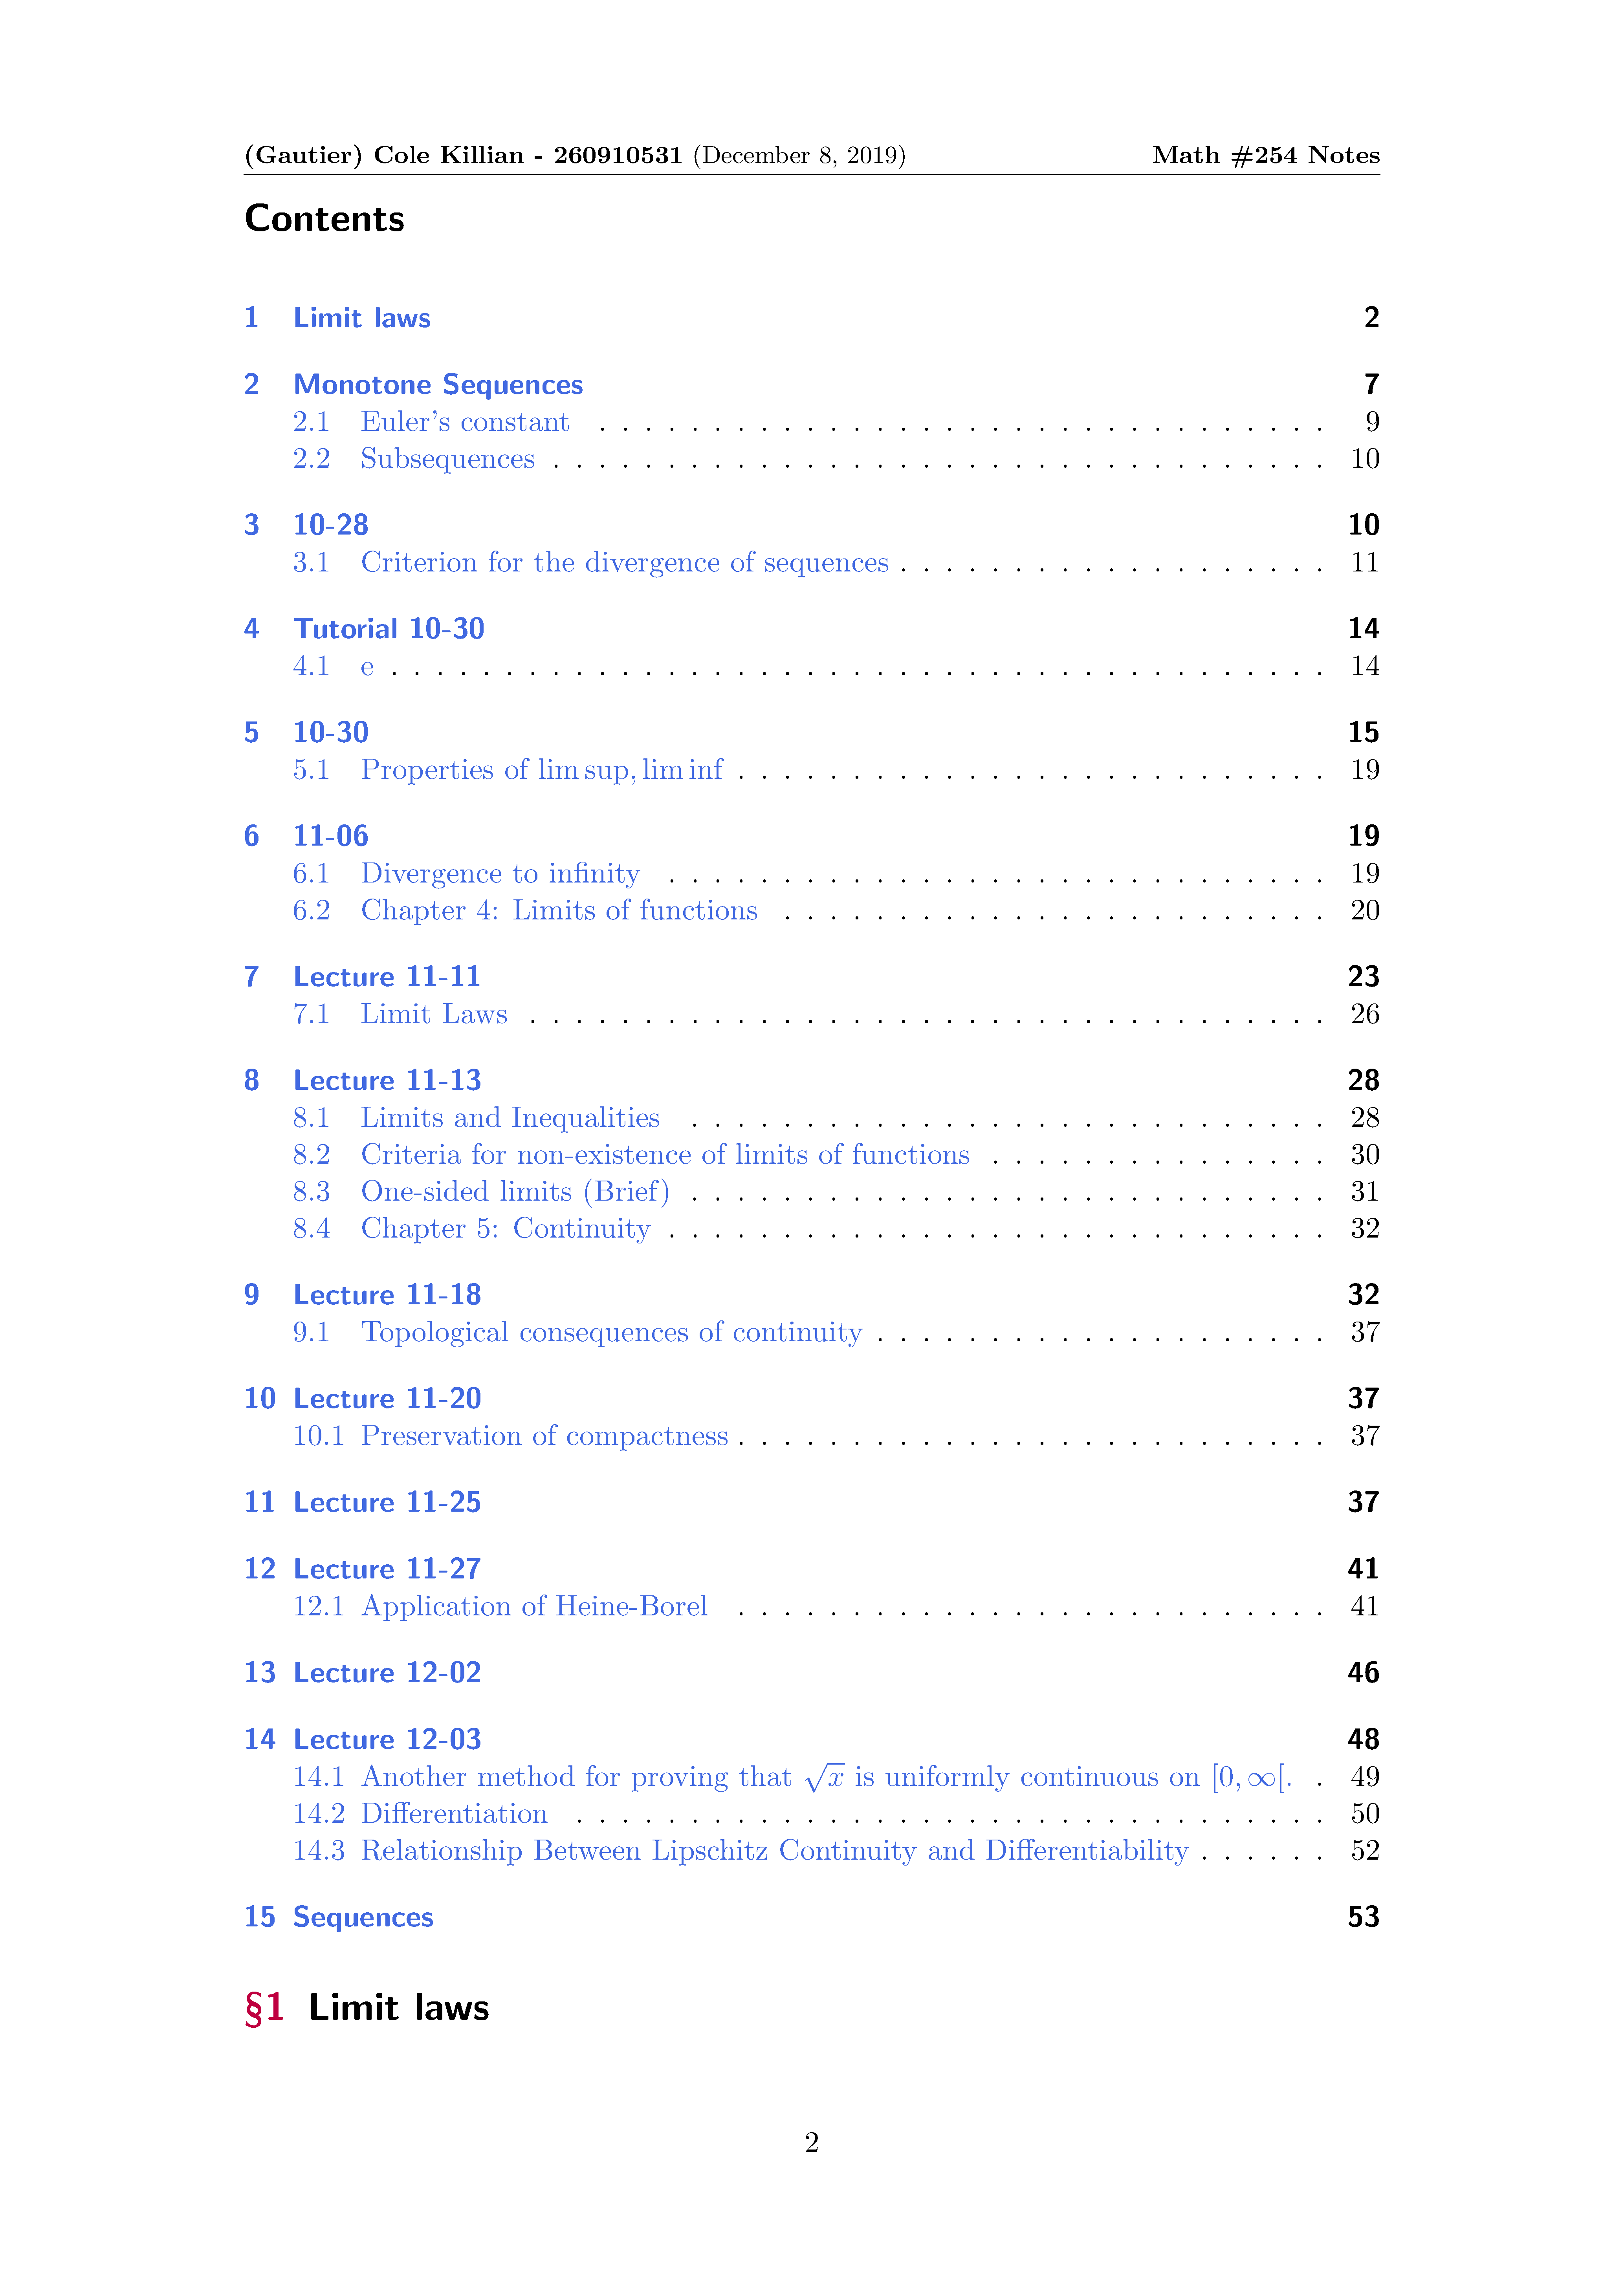 (Gautier) Cole Killian - 260910531 (December 8, 2019) Math #254 Notes
Contents
1 Limit laws 2
2 Monotone Sequences 7
2.1 Euler's constant . . . . . . . . . . . . . . . . . . . . . . . . . . . . . . . . 9
2.2 Subsequences . . . . . . . . . . . . . . . . . . . . . . . . . . . . . . . . . . 10
3 10-28 10
3.1 Criterion for the divergence of sequences . . . . . . . . . . . . . . . . . . . 11
4 Tutorial 10-30 14
4.1 e . . . . . . . . . . . . . . . . . . . . . . . . . . . . . . . . . . . . . . . . . 14
5 10-30 15
5.1 Properties of lim sup, lim inf . . . . . . . . . . . . . . . . . . . . . . . . . . 19
6 11-06 19
6.1 Divergence to infinity . . . . . . . . . . . . . . . . . . . . . . . . . . . . . 19
6.2 Chapter 4: Limits of functions . . . . . . . . . . . . . . . . . . . . . . . . 20
7 Lecture 11-11 23
7.1 Limit Laws . . . . . . . . . . . . . . . . . . . . . . . . . . . . . . . . . . . 26
8 Lecture 11-13 28
8.1 Limits and Inequalities . . . . . . . . . . . . . . . . . . . . . . . . . . . . 28
8.2 Criteria for non-existence of limits of functions . . . . . . . . . . . . . . . 30
8.3 One-sided limits (Brief) . . . . . . . . . . . . . . . . . . . . . . . . . . . . 31
8.4 Chapter 5: Continuity . . . . . . . . . . . . . . . . . . . . . . . . . . . . . 32
9 Lecture 11-18 32
9.1 Topological consequences of continuity . . . . . . . . . . . . . . . . . . . . 37
10 Lecture 11-20 37
10.1 Preservation of compactness . . . . . . . . . . . . . . . . . . . . . . . . . . 37
11 Lecture 11-25 37
12 Lecture 11-27 41
12.1 Application of Heine-Borel . . . . . . . . . . . . . . . . . . . . . . . . . . 41
13 Lecture 12-02 46
14 Lecture 12-03 48
14.1 Another method for proving that √x is uniformly continuous on [0, ∞[. . 49
14.2 Differentiation . . . . . . . . . . . . . . . . . . . . . . . . . . . . . . . . . 50
14.3 Relationship Between Lipschitz Continuity and Differentiability . . . . . . 52
15 Sequences 53
§1 Limit laws
2